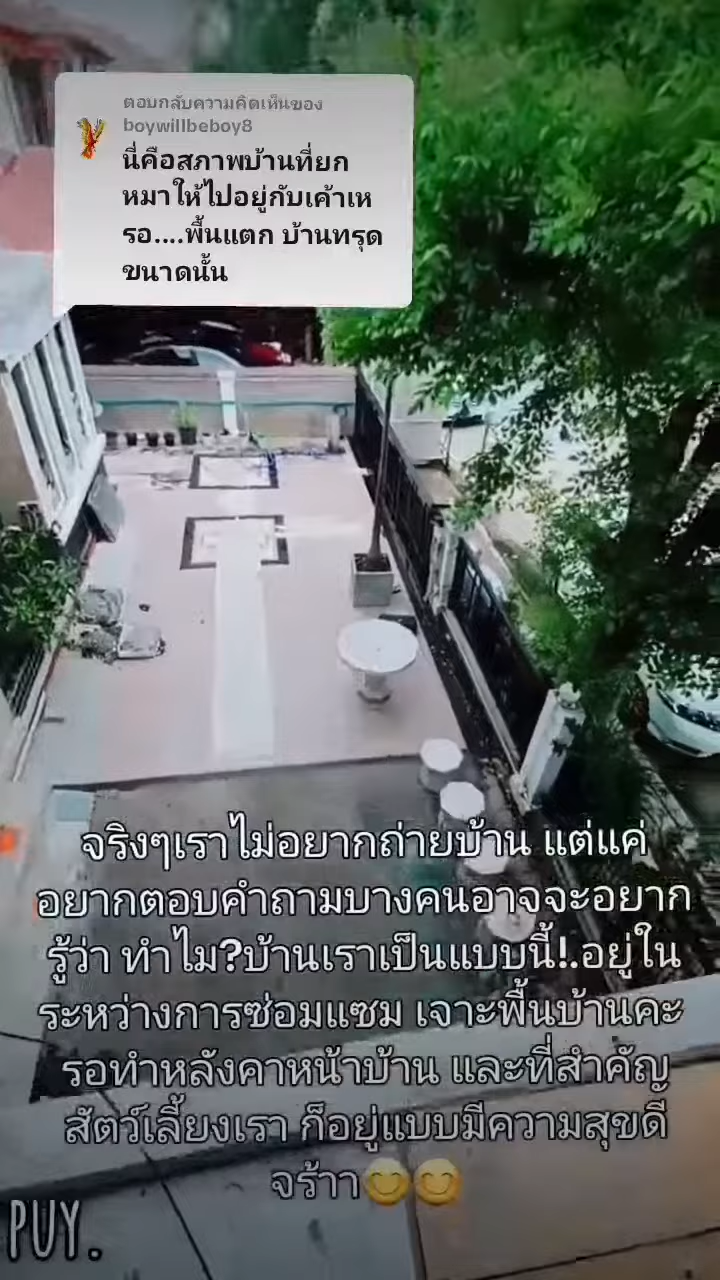 ตอบกลับความคิดเห็นของ
boywillbeboy8
นี่คือสภาพบ้านที่ยก
หมาให้ไปอยู่กับเค้าเห
รอ....พื้นแตก บ้านทรุด
ขนาดนั้น
จริงๆเราไม่อยากถ่ายบ้าน แต่แค่
อยากตอบคำถามบางคนอาจจะอยาก
รู้ว่า ทำไม?บ้านเราเป็นแบบนี้!.อยู่ใน
ระหว่างการซ่อมแซม เจาะพื้นบ้านคะ
รอทำหลังคาหน้าบ้าน และที่สำคัญ
สัตว์เลี้ยงเรา ก็อยู่แบบมีความสุขดี
จร้าา😊😊
PUY.